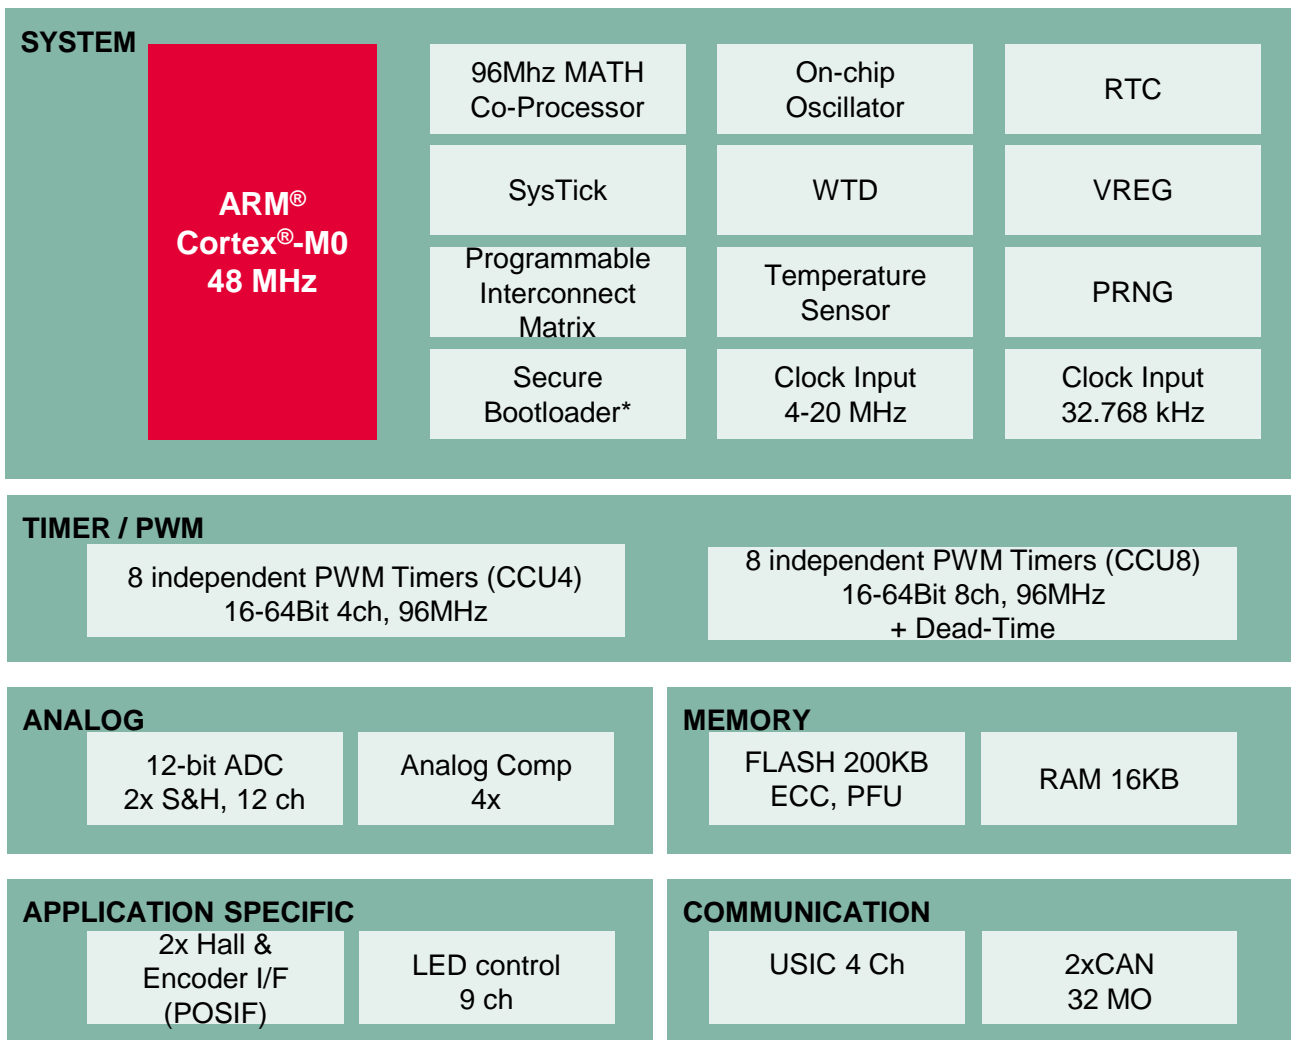 SYSTEM
ARM®
Cortex®-M0
48 MHz
96Mhz MATH
Co-Processor
On-chip
Oscillator
RTC
SysTick
WTD
VREG
Programmable
Interconnect
Matrix
Temperature
Sensor
PRNG
Secure
Bootloader*
Clock Input
4-20 MHz
Clock Input
32.768 kHz
TIMER / PWM
8 independent PWM Timers (CCU4)
16-64Bit 4ch, 96MHz
8 independent PWM Timers (CCU8)
16-64Bit 8ch, 96MHz
+ Dead-Time
ANALOG
12-bit ADC
2x S&H, 12 ch
Analog Comp
4x
MEMORY
FLASH 200KB
ECC, PFU
RAM 16KB
APPLICATION SPECIFIC
2x Hall &
Encoder I/F
(POSIF)
LED control
9 ch
COMMUNICATION
USIC 4 Ch
2xCAN
32 MO